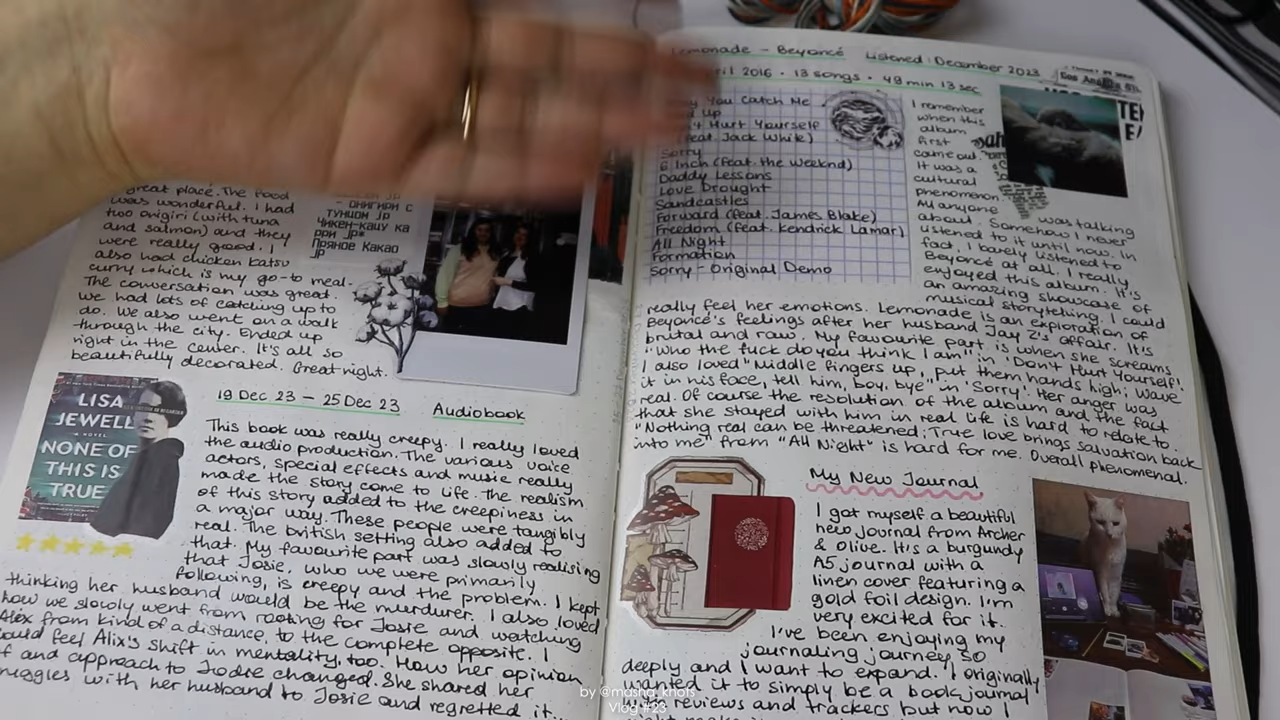 great place. The food
was wonderful. I had
two onigiri (with tuna
and salmon) and they
were really good. I
also had chicken katsu
curry which is my go-to meal.
The conversation was great.
We had lots of catching up to
do. We also went on a walk
through the city. Ended up
right in the center. It's all so
beautifully decorated. Great night.
- ОНИГИРИ С
ТУНЦОМ JP
ЧИКЕН-КАЦУ КА
РРИ JP*
Пряное Какао
JP
LISA
JEWELL
A NOVEL
NONE OF
THIS IS
TRUE
19 Dec 23 – 25 Dec 23 Audiobook
This book was really creepy. I really loved
the audio production. The various voice
actors, special effects and music really
made the story come to life. The realism
of this story added to the creepiness in
a major way. These people were tangibly
real. The british setting also added to
that. My favourite part was slowly realising
that Josie, who we were primarily
following, is creepy and the problem. I kept
thinking her husband would be the murdurer. I also loved
how we slowly went from rooting for Josie and watching
Alix from kind of a distance, to the complete opposite. I
could feel Alix's shift in mentality, too. How her opinion
of and approach to Josie changed. She shared her
struggles with her husband to Josie and regretted it...
Lemonade – Beyoncé Listened: December 2023
2016 • 13 songs • 49 min 13 sec
You Catch Me
Up
Hurt Yourself
(feat. Jack White)
Sorry
6 Inch (feat. the Weeknd)
Daddy Lessons
Love Drought
Sandcastles
Forward (feat. James Blake)
Freedom (feat. Kendrick Lamar)
All Night
Formation
Sorry – Original Demo
Los Angeles
I remember
when this
album
first
came out.
It was a
cultural
phenomenon.
All anyone was talking
about. Somehow I never
listened to it until now. In
fact, I barely listened to
Beyoncé at all. I really
enjoyed this album. It's
an amazing showcase of
musical storytelling. I could
really feel her emotions. Lemonade is an exploration of
Beyoncé's feelings after her husband Jay Z's affair. It's
brutal and raw. My favourite part is when she screams
"Who the fuck do you think I am" in 'Don't Hurt Yourself'.
I also loved "Middle fingers up, put them hands high; Wave
it in his face, tell him, boy, bye" in 'Sorry'. Her anger was
real. Of course the resolution of the album and the fact
that she stayed with him in real life is hard to relate to.
"Nothing real can be threatened; True love brings salvation back
into me" from "All Night" is hard for me. Overall phenomenal.
My New Journal
I got myself a beautiful
new journal from Archer
& Olive. It's a burgundy
A5 journal with a
linen cover featuring a
gold foil design. I'm
very excited for it.
I've been enjoying my
journaling journey so
deeply and I want to expand. I originally
wanted it to simply be a book journal
with reviews and trackers but now I
by @masha_knots
Vlog #23